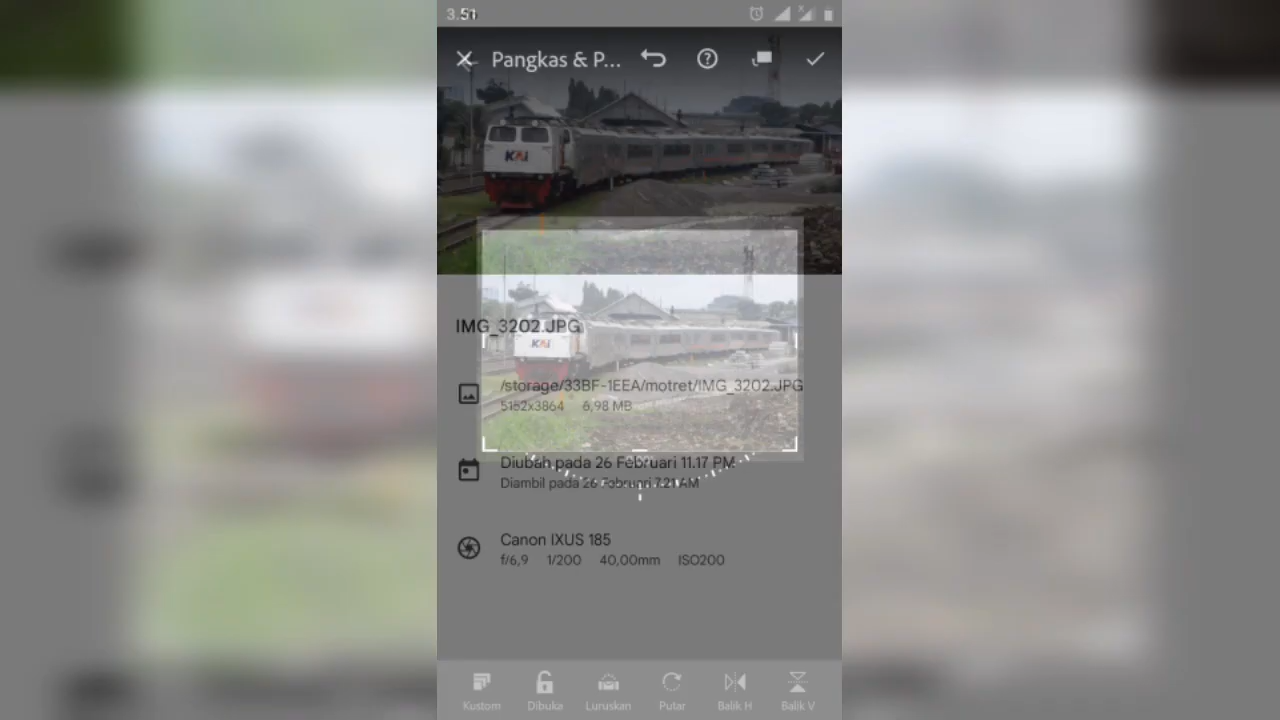 Pangkas & P...
KAI
IMG_3202.JPG
KAI
/storage/33BF-1EEA/motret/IMG_3202.JPG
5152x3864 6,98 MB
Diubah pada 26 Februari 11.17 PM
Diambil pada 26 Februari 7.21 AM
Canon IXUS 185
f/6,9 1/200 40,00mm ISO200
Kustom Dibuka Luruskan Putar Balik H Balik V